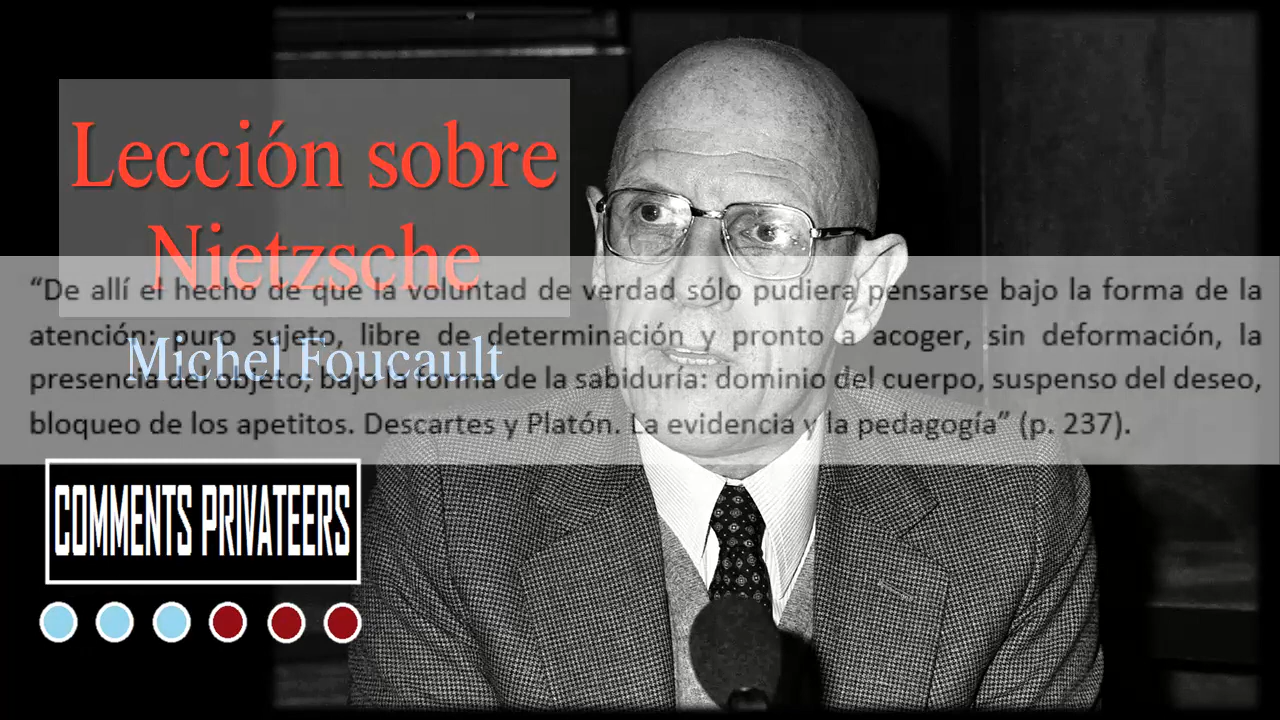 Lección sobre
Nietzsche
“De allí el hecho de que la voluntad de verdad sólo pudiera pensarse bajo la forma de la
atención: puro sujeto, libre de determinación y pronto a acoger, sin deformación, la
Michel Foucault
presencia del objeto, bajo la forma de la sabiduría: dominio del cuerpo, suspenso del deseo,
bloqueo de los apetitos. Descartes y Platón. La evidencia y la pedagogía” (p. 237).
COMMENTS PRIVATEERS